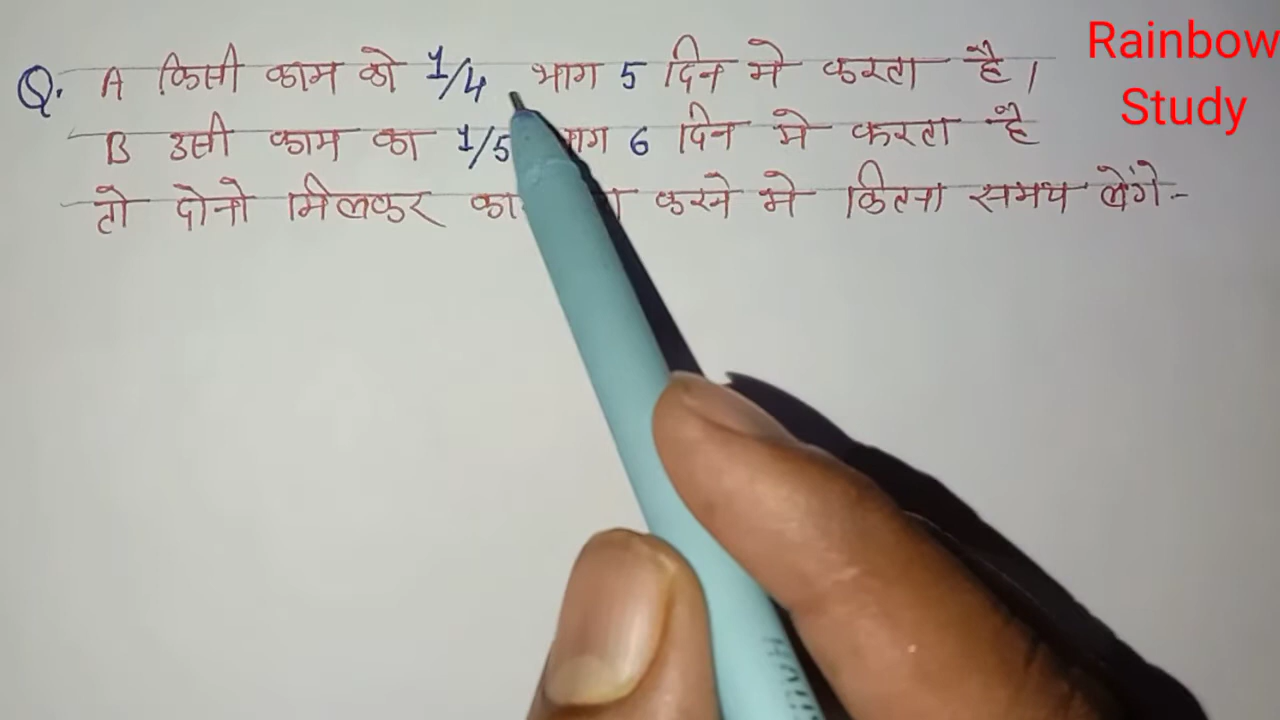 Q. A किसी काम को 1/4 भाग 5 दिन मे करता है।
B उसी काम का 1/5 भाग 6 दिन मे करता है
तो दोनो मिलकर करने मे कितना समय लेंगे-
Rainbow
Study